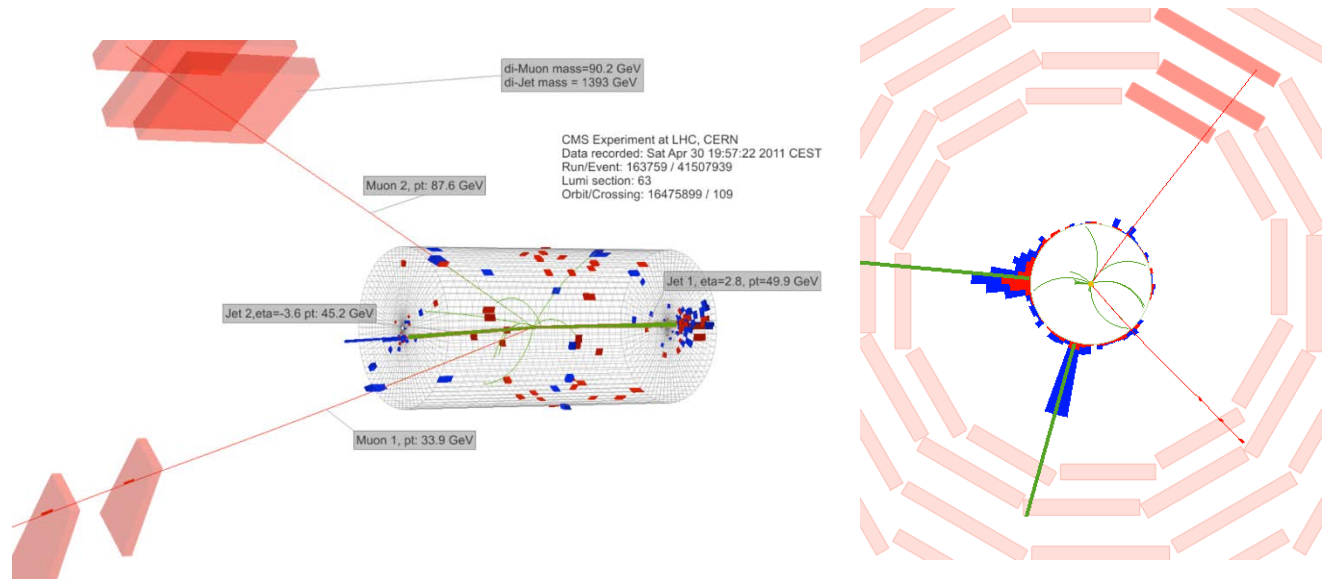 di-Muon mass=90.2 GeV
di-Jet mass = 1393 GeV
CMS Experiment at LHC, CERN
Data recorded: Sat Apr 30 19:57:22 2011 CEST
Run/Event: 163759 / 41507939
Lumi section: 63
Orbit/Crossing: 16475899 / 109
Muon 2, pt: 87.6 GeV
Jet 1, eta=2.8, pt=49.9 GeV
Jet 2,eta=-3.6 pt: 45.2 GeV
Muon 1, pt: 33.9 GeV